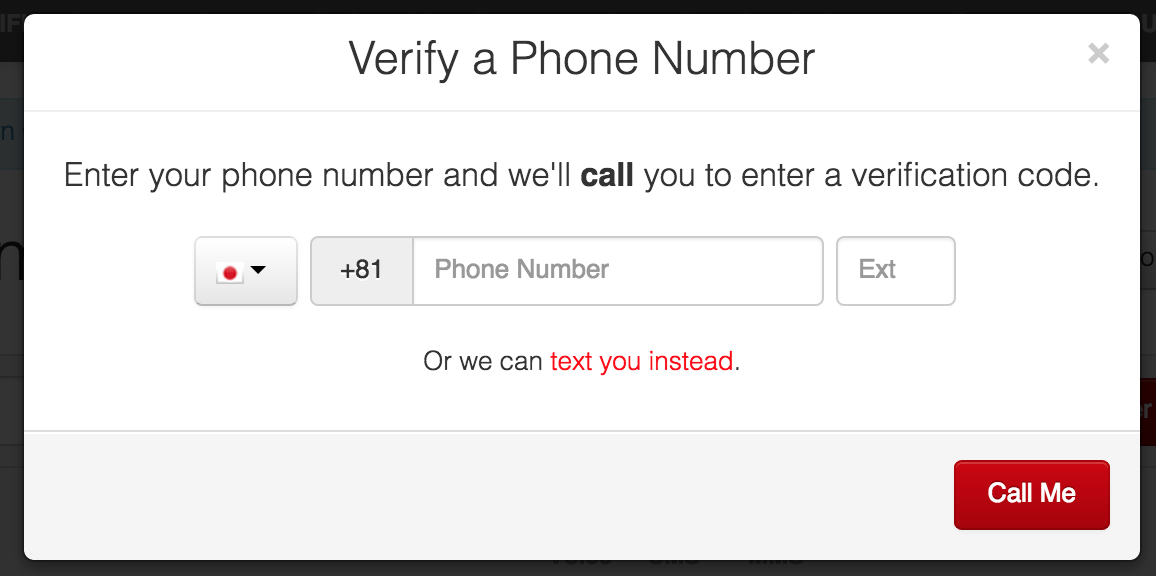 Verify a Phone Number ×
Enter your phone number and we'll call you to enter a verification code.
+81 Phone Number Ext
Or we can text you instead.
Call Me